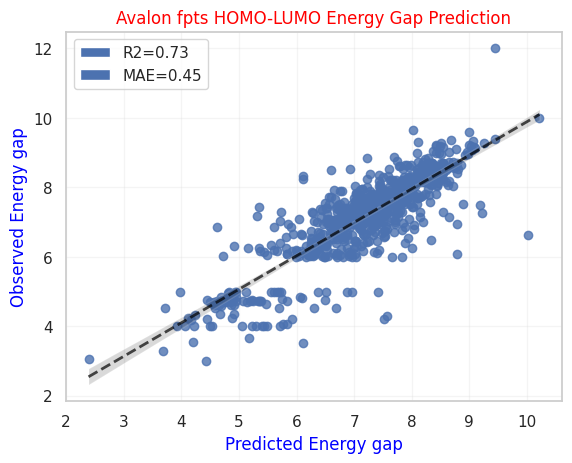 Avalon fpts HOMO-LUMO Energy Gap Prediction
R2=0.73
MAE=0.45
Observed Energy gap
12
10
8
6
4
2
2 3 4 5 6 7 8 9 10
Predicted Energy gap